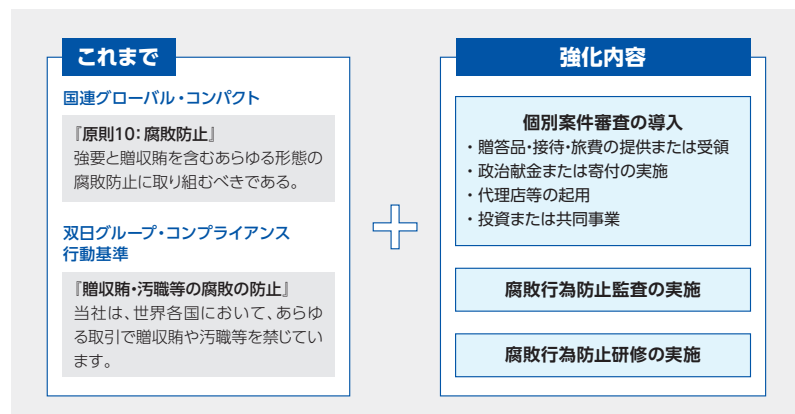 これまで
国連グローバル・コンパクト
『原則10：腐敗防止』
強要と贈収賄を含むあらゆる形態の
腐敗防止に取り組むべきである。
双日グループ・コンプライアンス
行動基準
『贈収賄・汚職等の腐敗の防止』
当社は、世界各国において、あらゆ
る取引で贈収賄や汚職等を禁じてい
ます。
強化内容
個別案件審査の導入
・贈答品・接待・旅費の提供または受領
・政治献金または寄付の実施
・代理店等の起用
・投資または共同事業
腐敗行為防止監査の実施
腐敗行為防止研修の実施